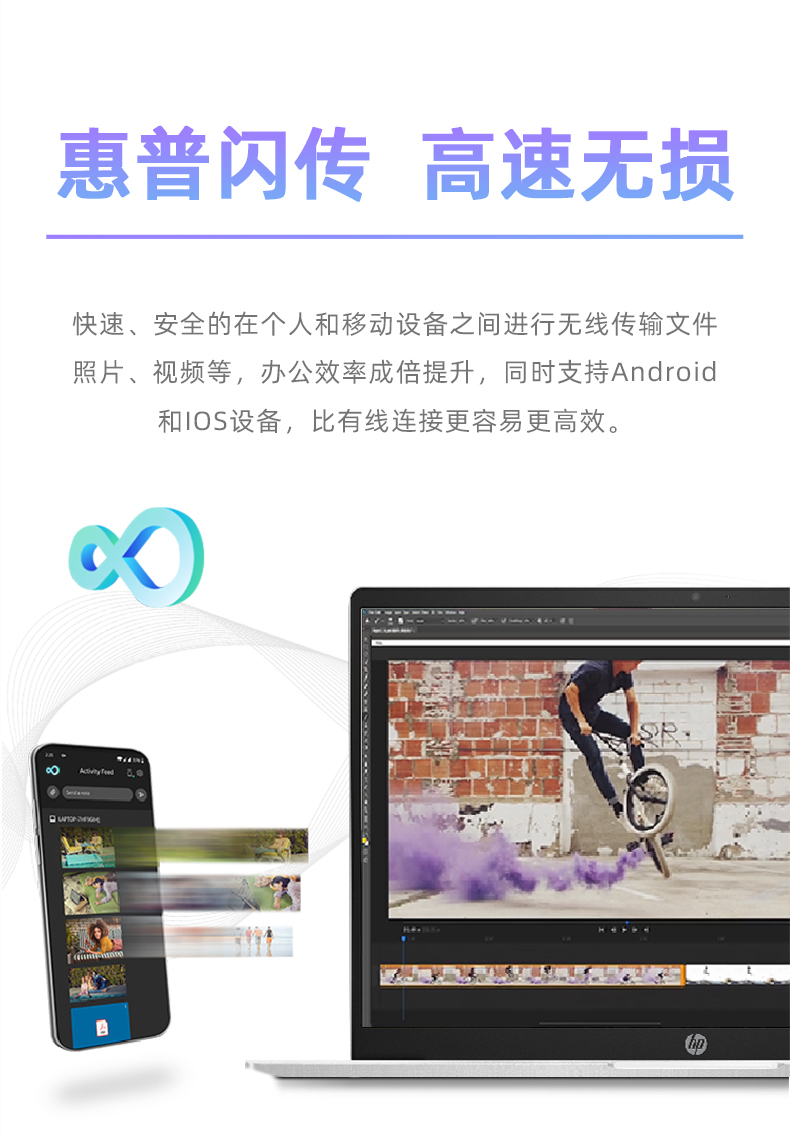 惠普闪传 高速无损
快速、安全的在个人和移动设备之间进行无线传输文件
照片、视频等，办公效率成倍提升，同时支持Android
和IOS设备，比有线连接更容易更高效。
Activity Feed
Send a note
hp